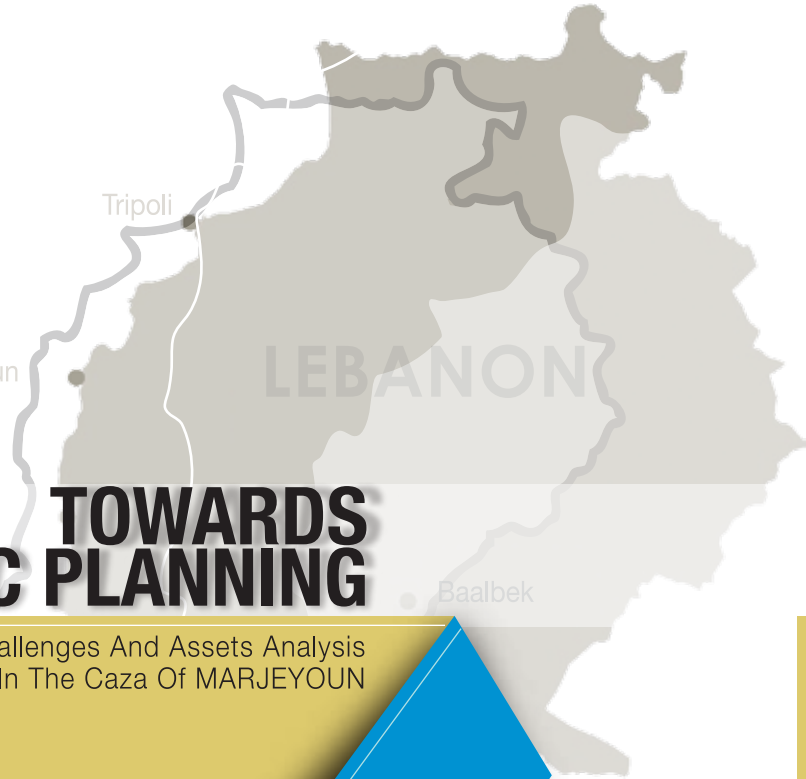 Tripoli
un
LEBANON
TOWARDS
C PLANNING
Baalbek
allenges And Assets Analysis
In The Caza Of MARJEYOUN